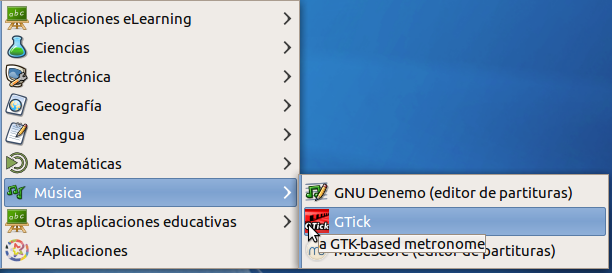 Aplicaciones eLearning
Ciencias
Electrónica
Geografía
Lengua
Matemáticas
Música
Otras aplicaciones educativas
+Aplicaciones
GNU Denemo (editor de partituras)
GTick
a GTK-based metronome
MuseScore (editor de partituras)